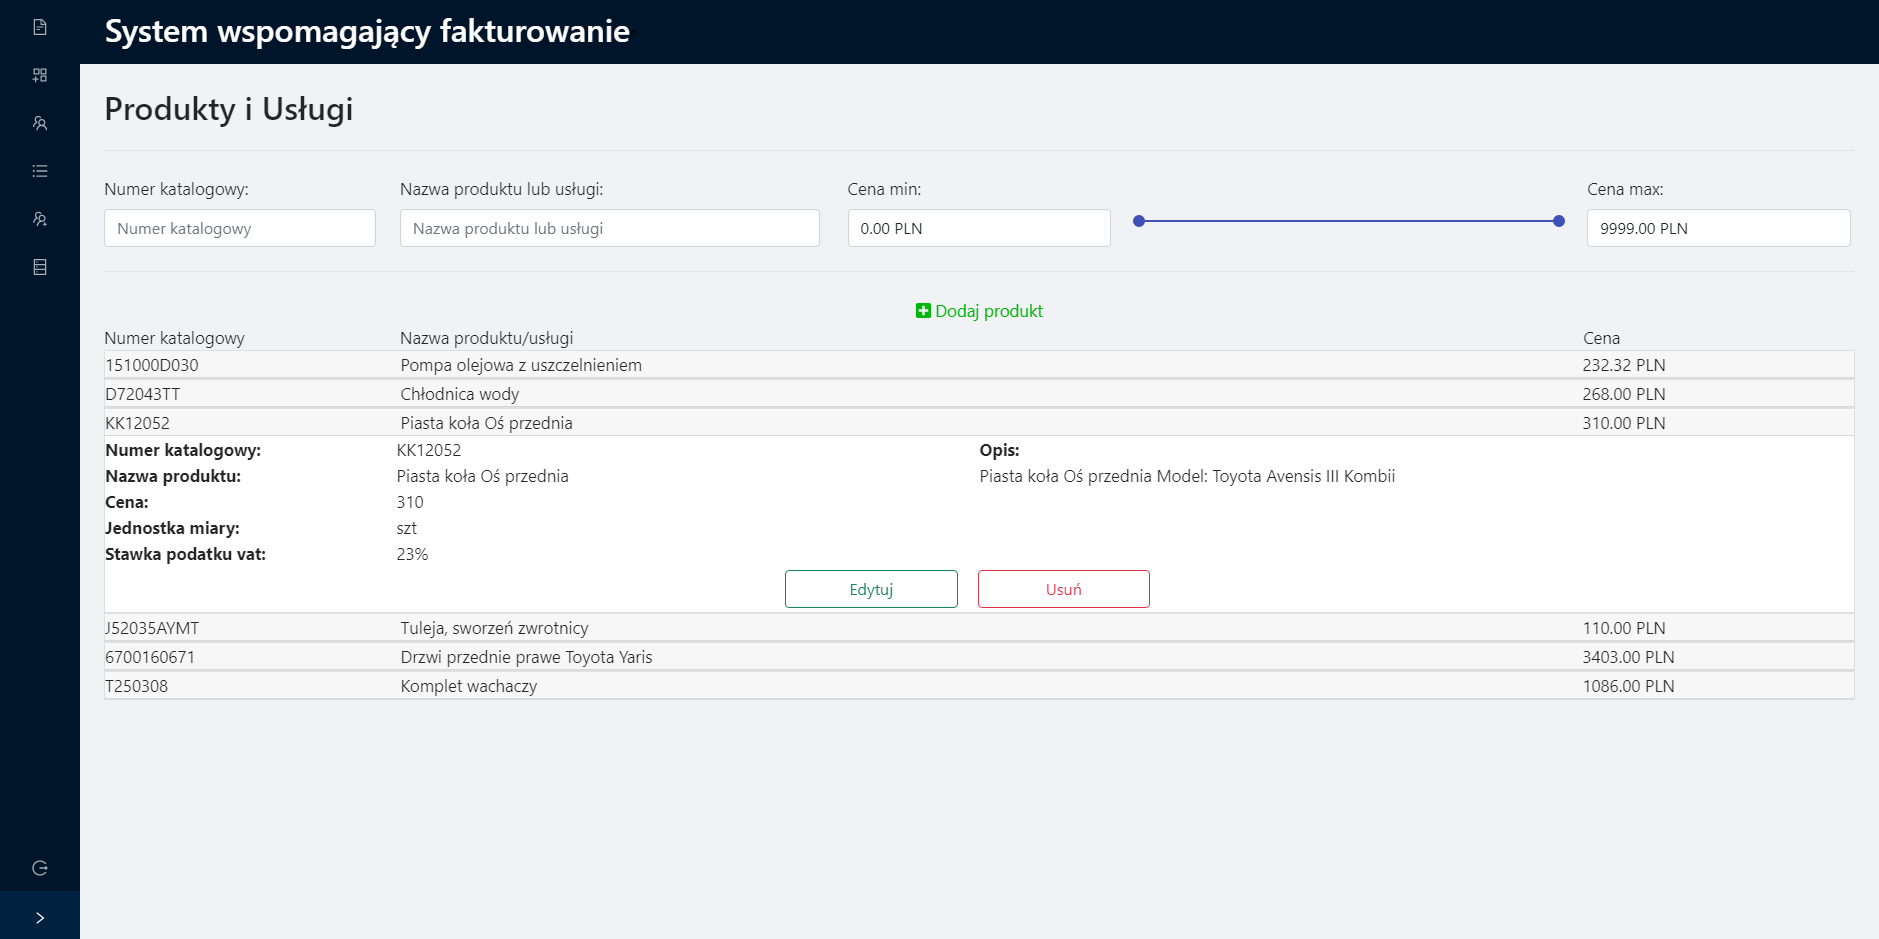 System wspomagający fakturowanie
Produkty i Usługi
Numer katalogowy: Nazwa produktu lub usługi: Cena min: Cena max:
Numer katalogowy Nazwa produktu lub usługi 0.00 PLN 9999.00 PLN
Dodaj produkt
Numer katalogowy Nazwa produktu/usługi Cena
151000D030 Pompa olejowa z uszczelnieniem 232.32 PLN
D72043TT Chłodnica wody 268.00 PLN
KK12052 Piasta koła Oś przednia 310.00 PLN
Numer katalogowy: KK12052 Opis:
Nazwa produktu: Piasta koła Oś przednia Piasta koła Oś przednia Model: Toyota Avensis III Kombii
Cena: 310
Jednostka miary: szt
Stawka podatku vat: 23%
Edytuj Usuń
J52035AYMT Tuleja, sworzeń zwrotnicy 110.00 PLN
6700160671 Drzwi przednie prawe Toyota Yaris 3403.00 PLN
T250308 Komplet wachaczy 1086.00 PLN